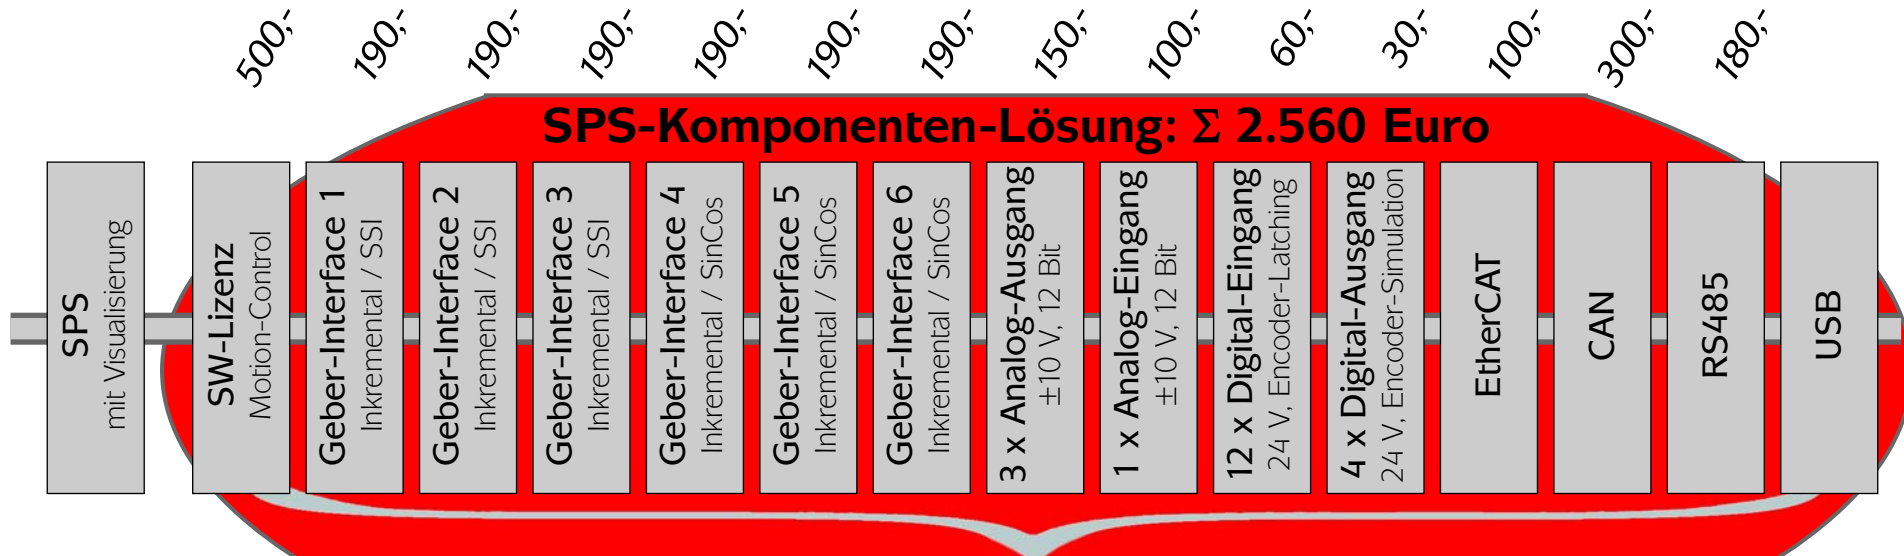 500,-
190,-
190,-
190,-
190,-
190,-
190,-
150,-
100,-
60,-
30,-
100,-
300,-
180,-
SPS-Komponenten-Lösung: Σ 2.560 Euro
SPS
mit Visualisierung
SW-Lizenz
Motion-Control
Geber-Interface 1
Inkremental / SSI
Geber-Interface 2
Inkremental / SSI
Geber-Interface 3
Inkremental / SSI
Geber-Interface 4
Inkremental / SinCos
Geber-Interface 5
Inkremental / SinCos
Geber-Interface 6
Inkremental / SinCos
3 x Analog-Ausgang
±10 V, 12 Bit
1 x Analog-Eingang
±10 V, 12 Bit
12 x Digital-Eingang
24 V, Encoder-Latching
4 x Digital-Ausgang
24 V, Encoder-Simulation
EtherCAT
CAN
RS485
USB